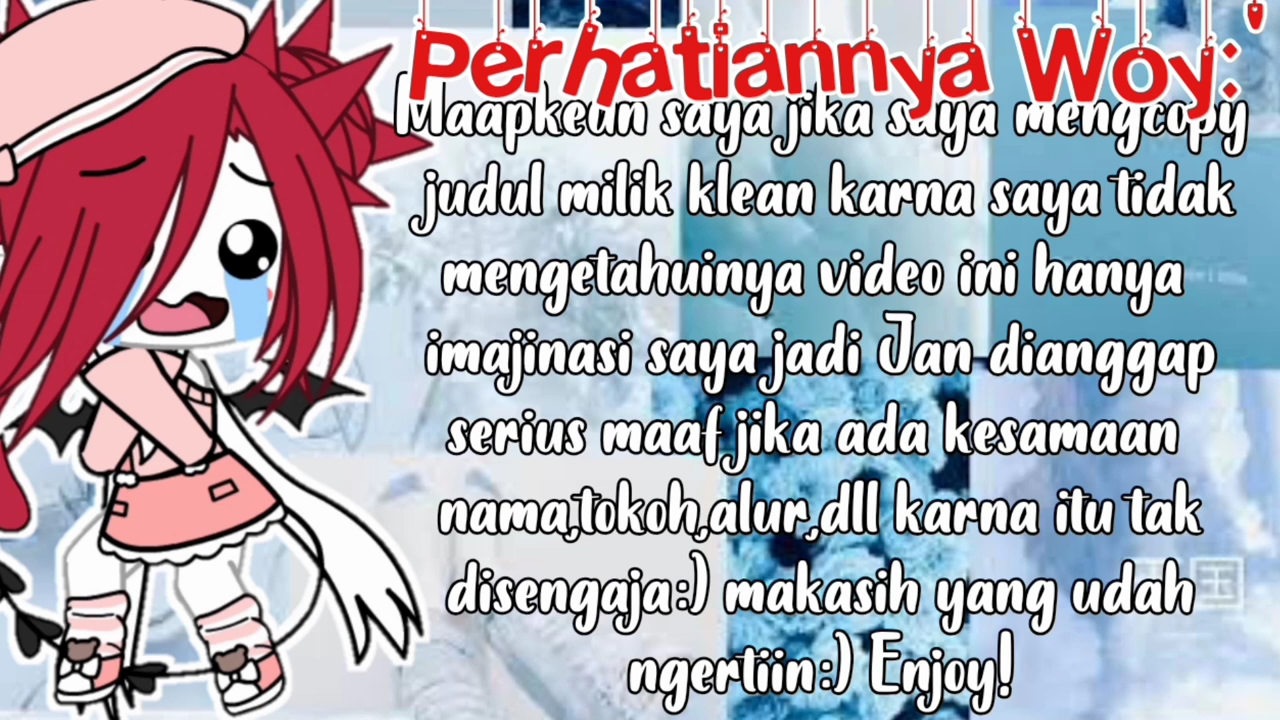 Perhatiannya Woy:'
Maapkean saya jika saya mengcopy
judul milik klean karna saya tidak
mengetahuinya video ini hanya
imajinasi saya jadi Jan dianggap
serius maaf jika ada kesamaan
nama,tokoh,alur,dll karna itu tak
disengaja:) makasih yang udah
ngertiin:) Enjoy!